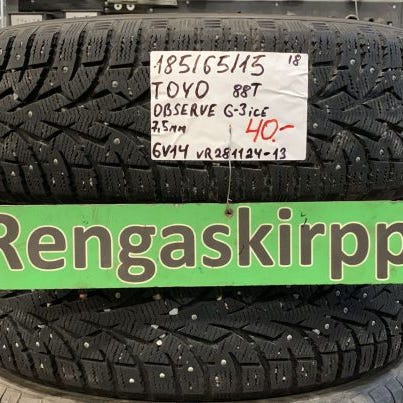 185/65/15 18
TOYO 88T
OBSERVE G-3ice
7,5mm 40.-
6V14 VR281124-13
Rengaskirpp